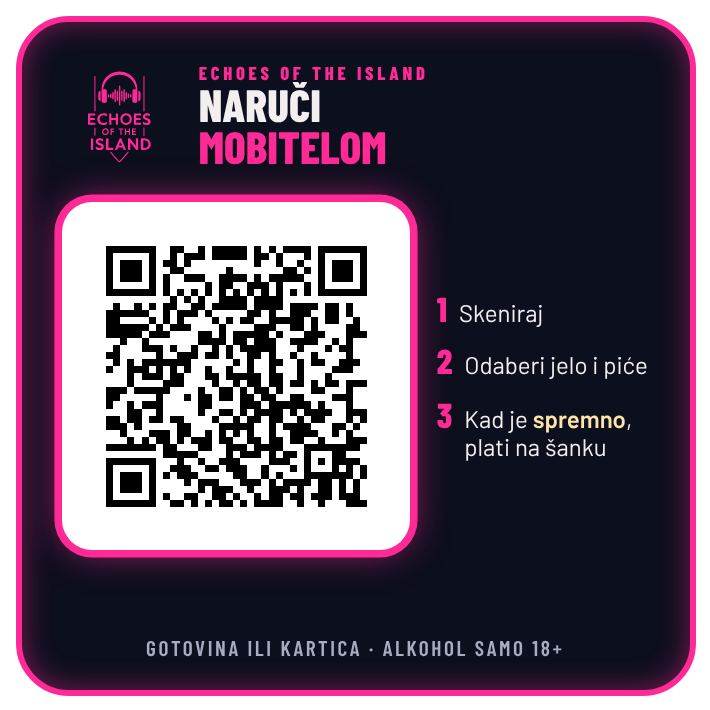 ECHOES
OF THE
ISLAND
ECHOES OF THE ISLAND
NARUČI
MOBITELOM
1 Skeniraj
2 Odaberi jelo i piće
3 Kad je spremno,
plati na šanku
GOTOVINA ILI KARTICA · ALKOHOL SAMO 18+